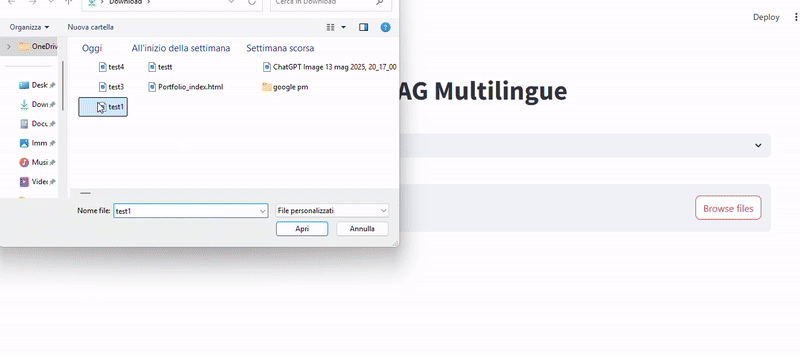 Download
Cerca in Download
Deploy
Organizza
Nuova cartella
OneDriv
Desk
Dow
Docu
Imm
Musi
Video
Oggi
test4
test3
test1
All'inizio della settimana
testt
Portfolio_index.html
Settimana scorsa
ChatGPT Image 13 mag 2025, 20_17_00
google pm
AG Multilingue
Nome file:
test1
File personalizzati
Apri
Annulla
Browse files